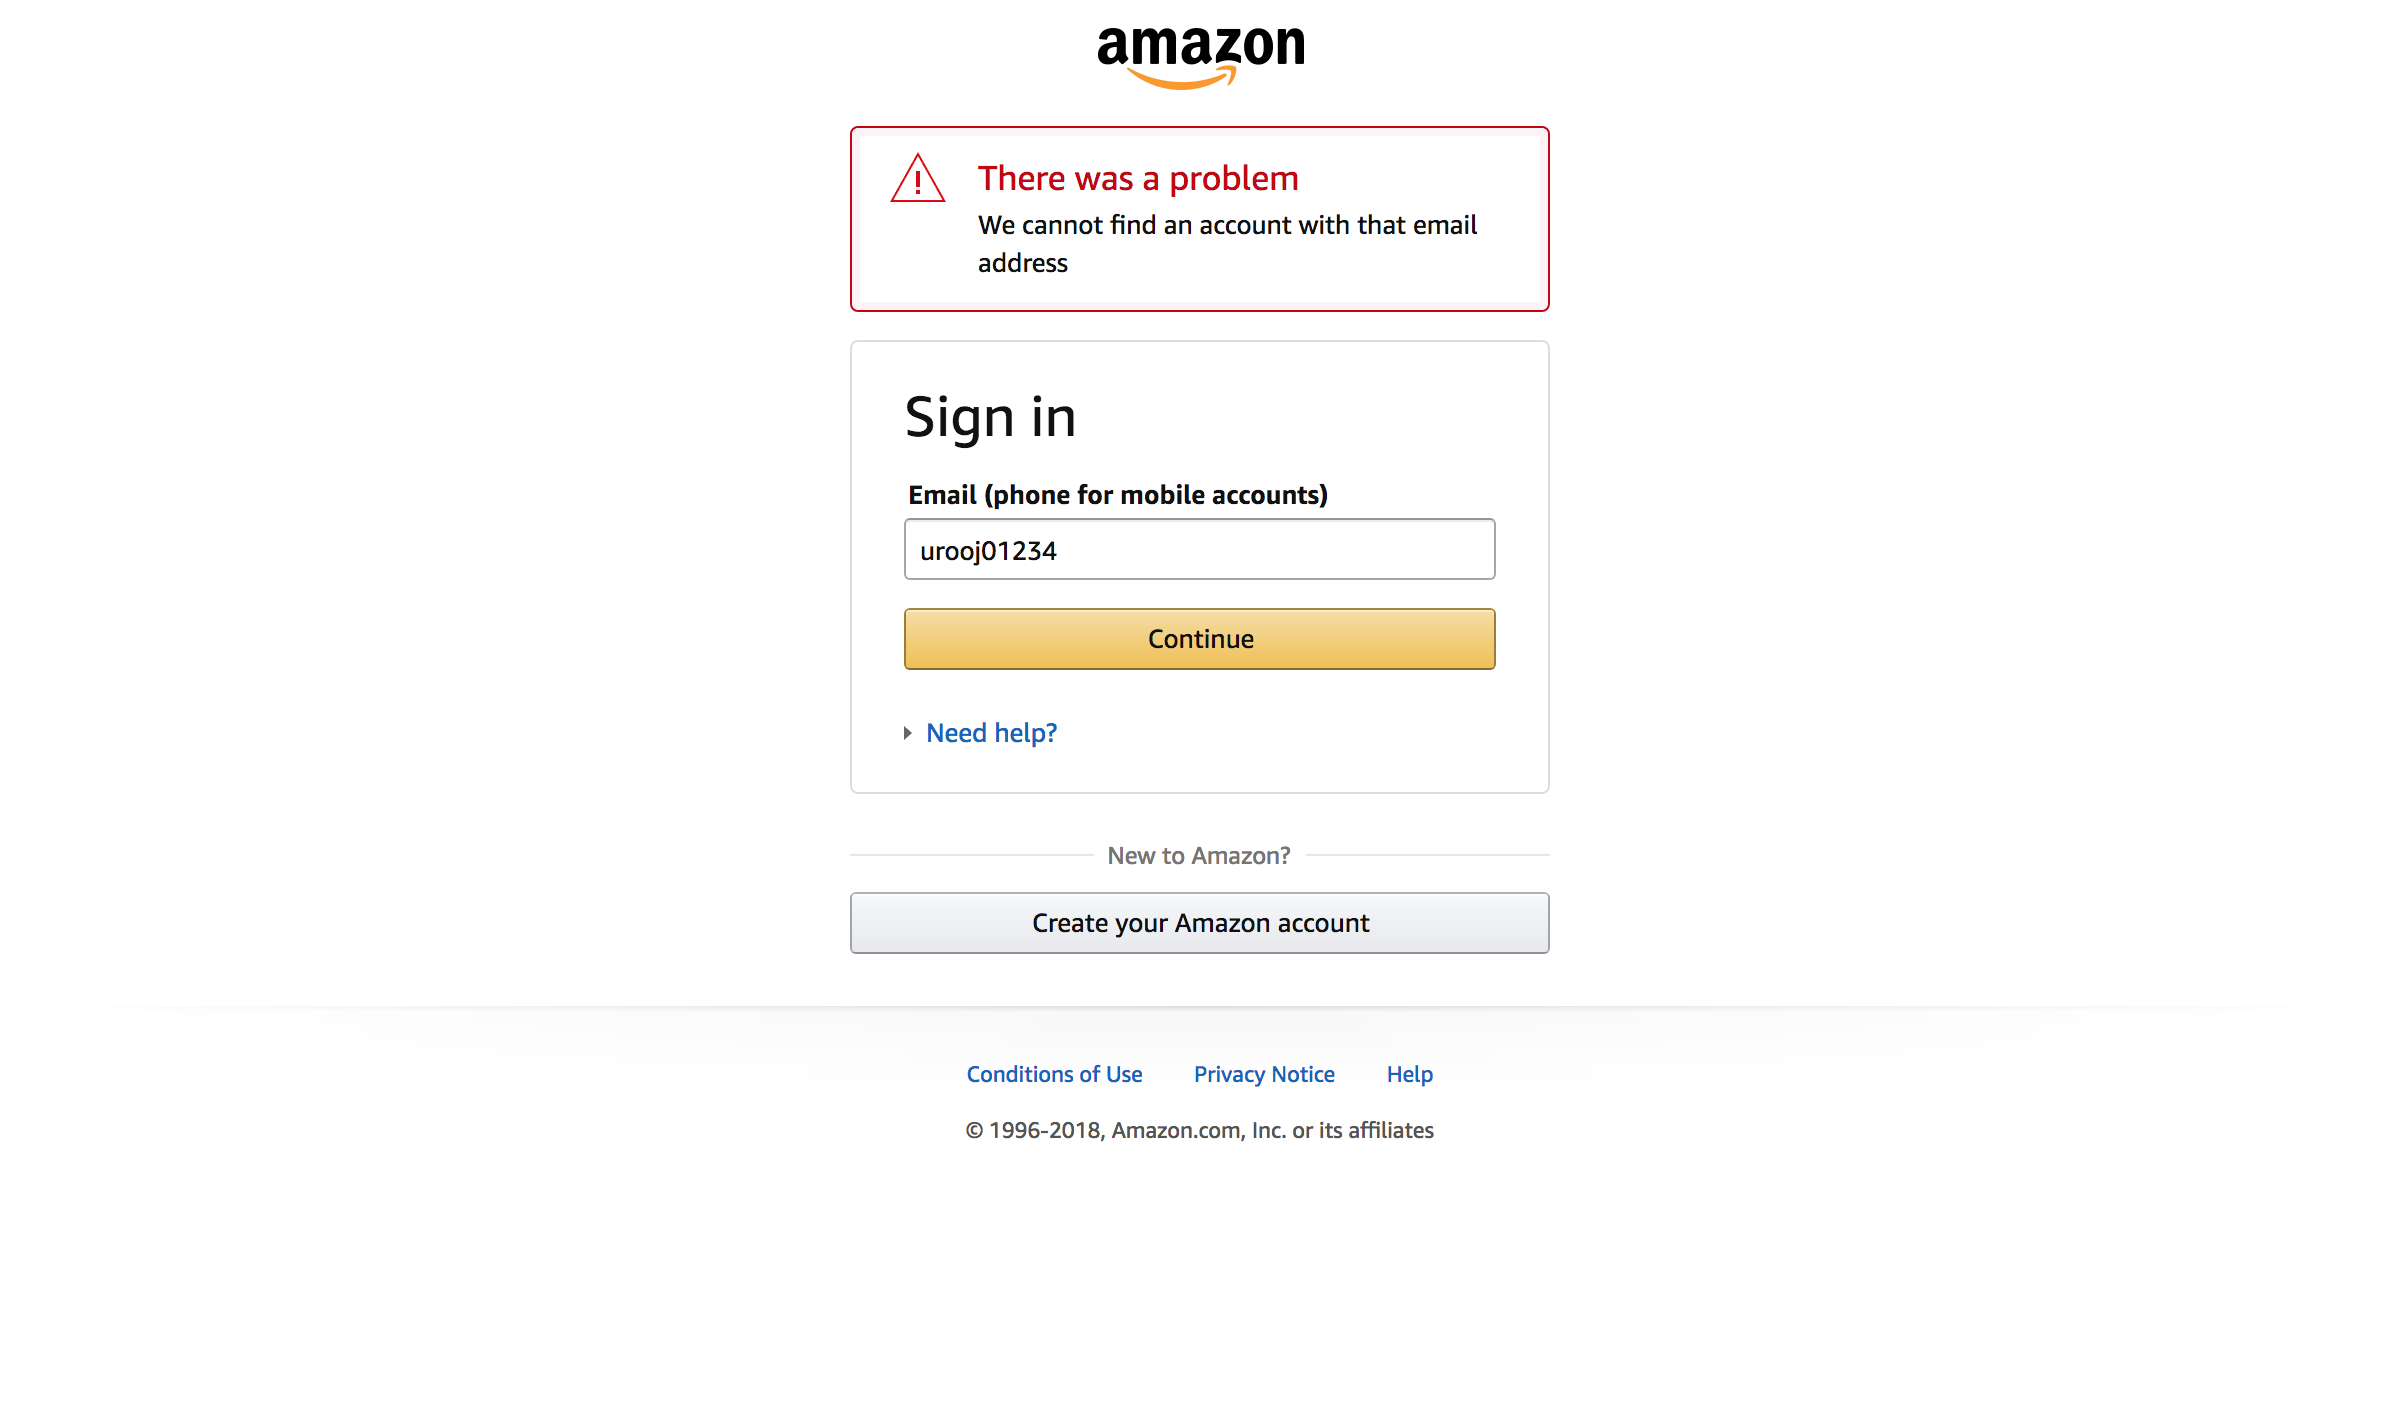 amazon
There was a problem
We cannot find an account with that email
address
Sign in
Email (phone for mobile accounts)
urooj01234
Continue
Need help?
New to Amazon?
Create your Amazon account
Conditions of Use Privacy Notice Help
© 1996-2018, Amazon.com, Inc. or its affiliates